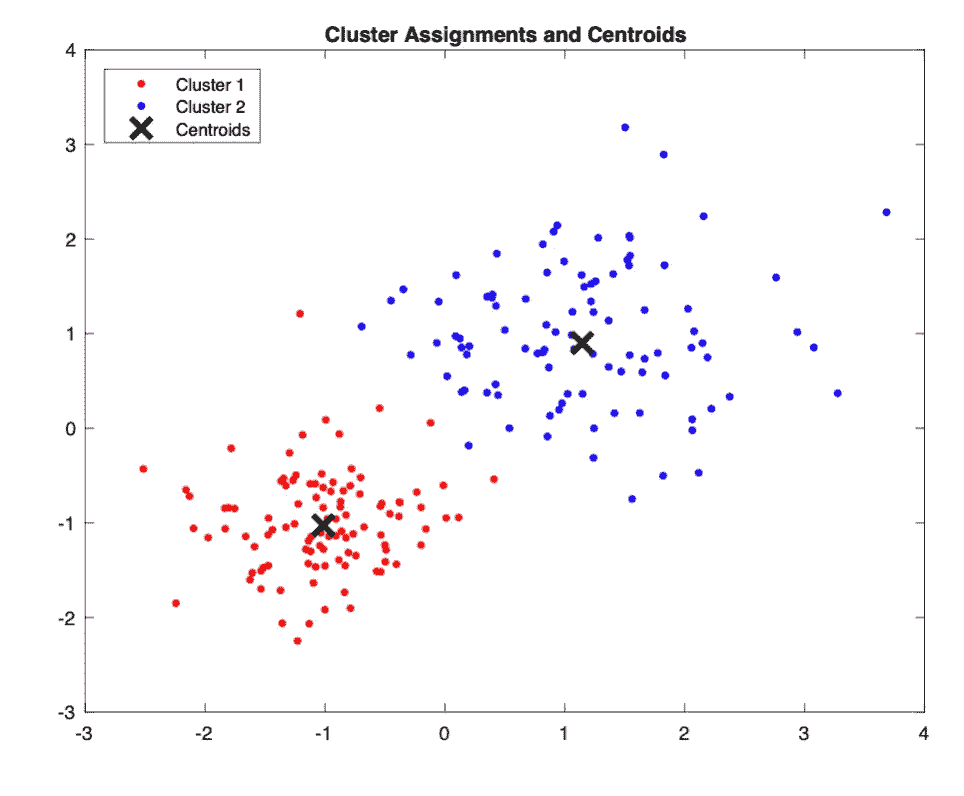 Cluster Assignments and Centroids
4
Cluster 1
Cluster 2
Centroids
3
2
1
0
-1
-2
-3
-3 -2 -1 0 1 2 3 4